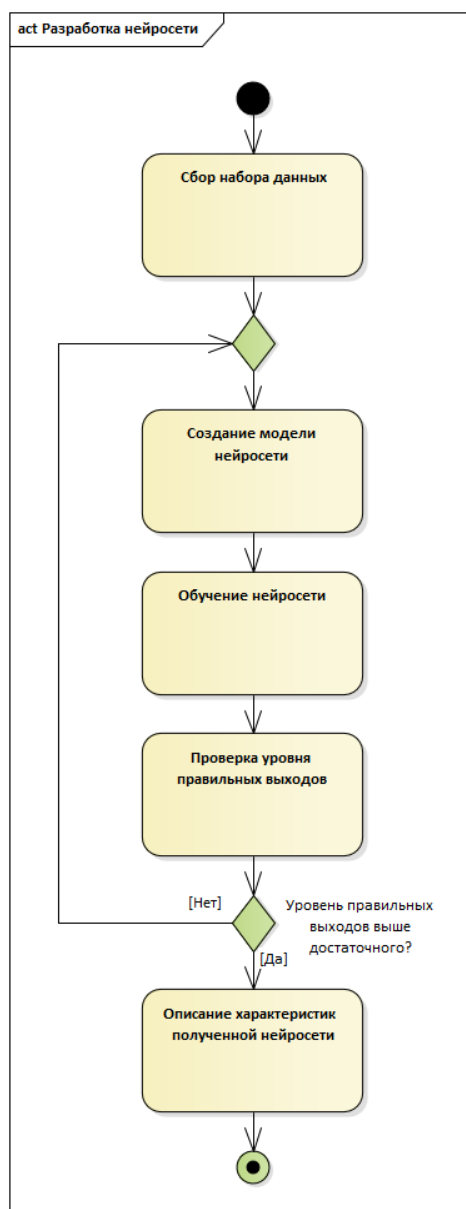 act Разработка нейросети
Сбор набора данных
Создание модели
нейросети
Обучение нейросети
Проверка уровня
правильных выходов
[Нет]
Уровень правильных
выходов выше
достаточного?
[Да]
Описание характеристик
полученной нейросети